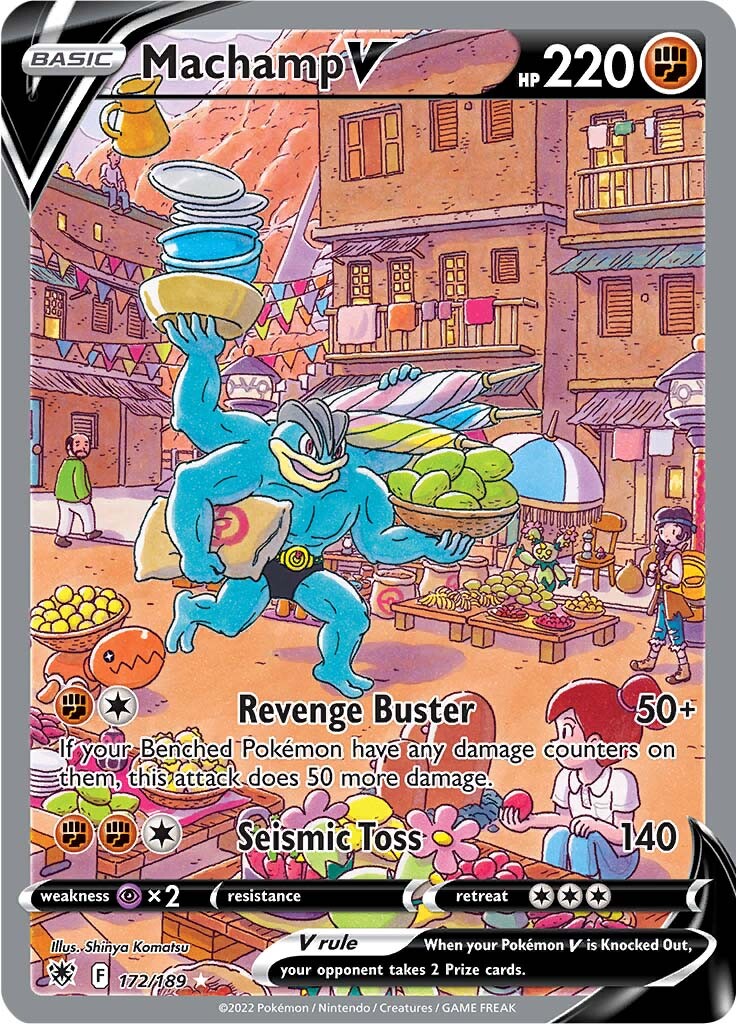 BASIC
Machamp V
HP 220
Revenge Buster 50+
If your Benched Pokémon have any damage counters on
them, this attack does 50 more damage.
Seismic Toss 140
weakness ×2 resistance retreat
Illus. Shinya Komatsu
V rule When your Pokémon V is Knocked Out,
your opponent takes 2 Prize cards.
F 172/189
©2022 Pokémon / Nintendo / Creatures / GAME FREAK